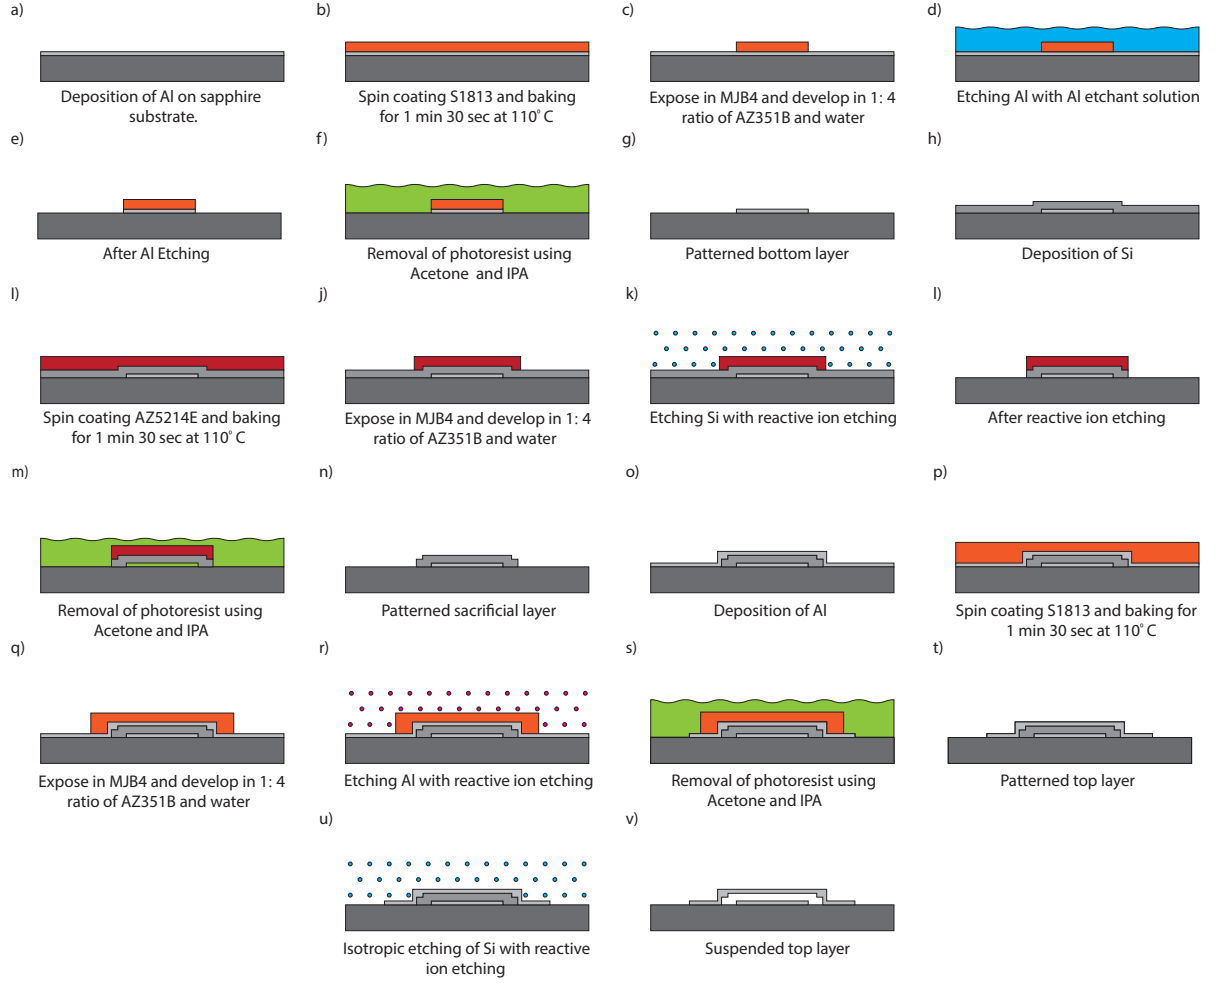 a)
b)
c)
d)
Deposition of Al on sapphire
substrate.
Spin coating S1813 and baking
for 1 min 30 sec at 110° C
Expose in MJB4 and develop in 1: 4
ratio of AZ351B and water
Etching Al with Al etchant solution
e)
f)
g)
h)
After Al Etching
Removal of photoresist using
Acetone and IPA
Patterned bottom layer
Deposition of Si
l)
j)
k)
l)
Spin coating AZ5214E and baking
for 1 min 30 sec at 110° C
Expose in MJB4 and develop in 1: 4
ratio of AZ351B and water
Etching Si with reactive ion etching
After reactive ion etching
m)
n)
o)
p)
Removal of photoresist using
Acetone and IPA
Patterned sacrificial layer
Deposition of Al
Spin coating S1813 and baking for
1 min 30 sec at 110° C
q)
r)
s)
t)
Expose in MJB4 and develop in 1: 4
ratio of AZ351B and water
Etching Al with reactive ion etching
Removal of photoresist using
Acetone and IPA
Patterned top layer
u)
v)
Isotropic etching of Si with reactive
ion etching
Suspended top layer